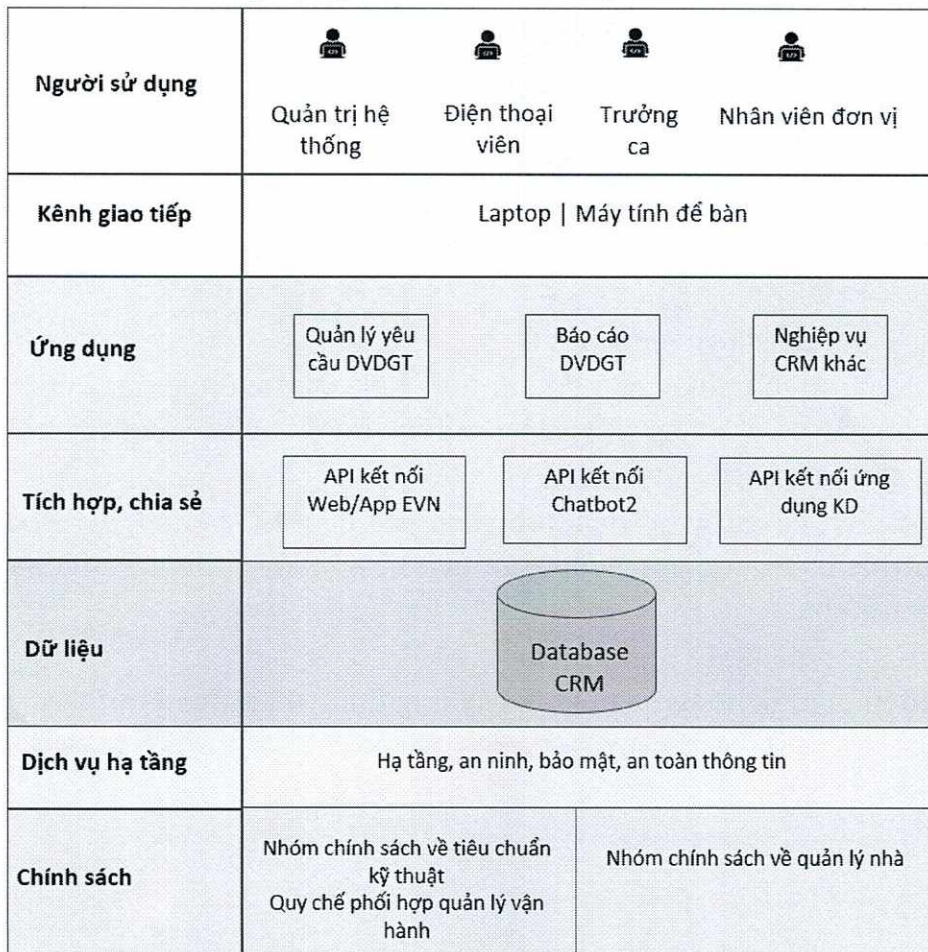 Người sử dụng
Quản trị hệ
thống
Điện thoại
viên
Trưởng
ca
Nhân viên đơn vị
Kênh giao tiếp
Laptop | Máy tính để bàn
Ứng dụng
Quản lý yêu
cầu DVDGT
Báo cáo
DVDGT
Nghiệp vụ
CRM khác
Tích hợp, chia sẻ
API kết nối
Web/App EVN
API kết nối
Chatbot2
API kết nối ứng
dụng KD
Dữ liệu
Database
CRM
Dịch vụ hạ tầng
Hạ tầng, an ninh, bảo mật, an toàn thông tin
Chính sách
Nhóm chính sách về tiêu chuẩn
kỹ thuật
Quy chế phối hợp quản lý vận
hành
Nhóm chính sách về quản lý nhà